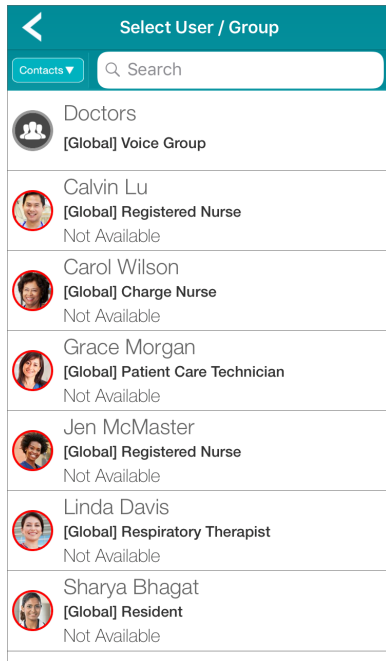 Select User / Group
Contacts ▼
Search
Doctors
[Global] Voice Group
Calvin Lu
[Global] Registered Nurse
Not Available
Carol Wilson
[Global] Charge Nurse
Not Available
Grace Morgan
[Global] Patient Care Technician
Not Available
Jen McMaster
[Global] Registered Nurse
Not Available
Linda Davis
[Global] Respiratory Therapist
Not Available
Sharya Bhagat
[Global] Resident
Not Available